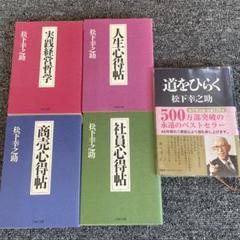 実践経営哲学
松下幸之助
人生心得帖
松下幸之助
道をひらく
松下幸之助
500万部突破の
永遠のベストセラー
商売心得帖
松下幸之助
社員心得帖
松下幸之助